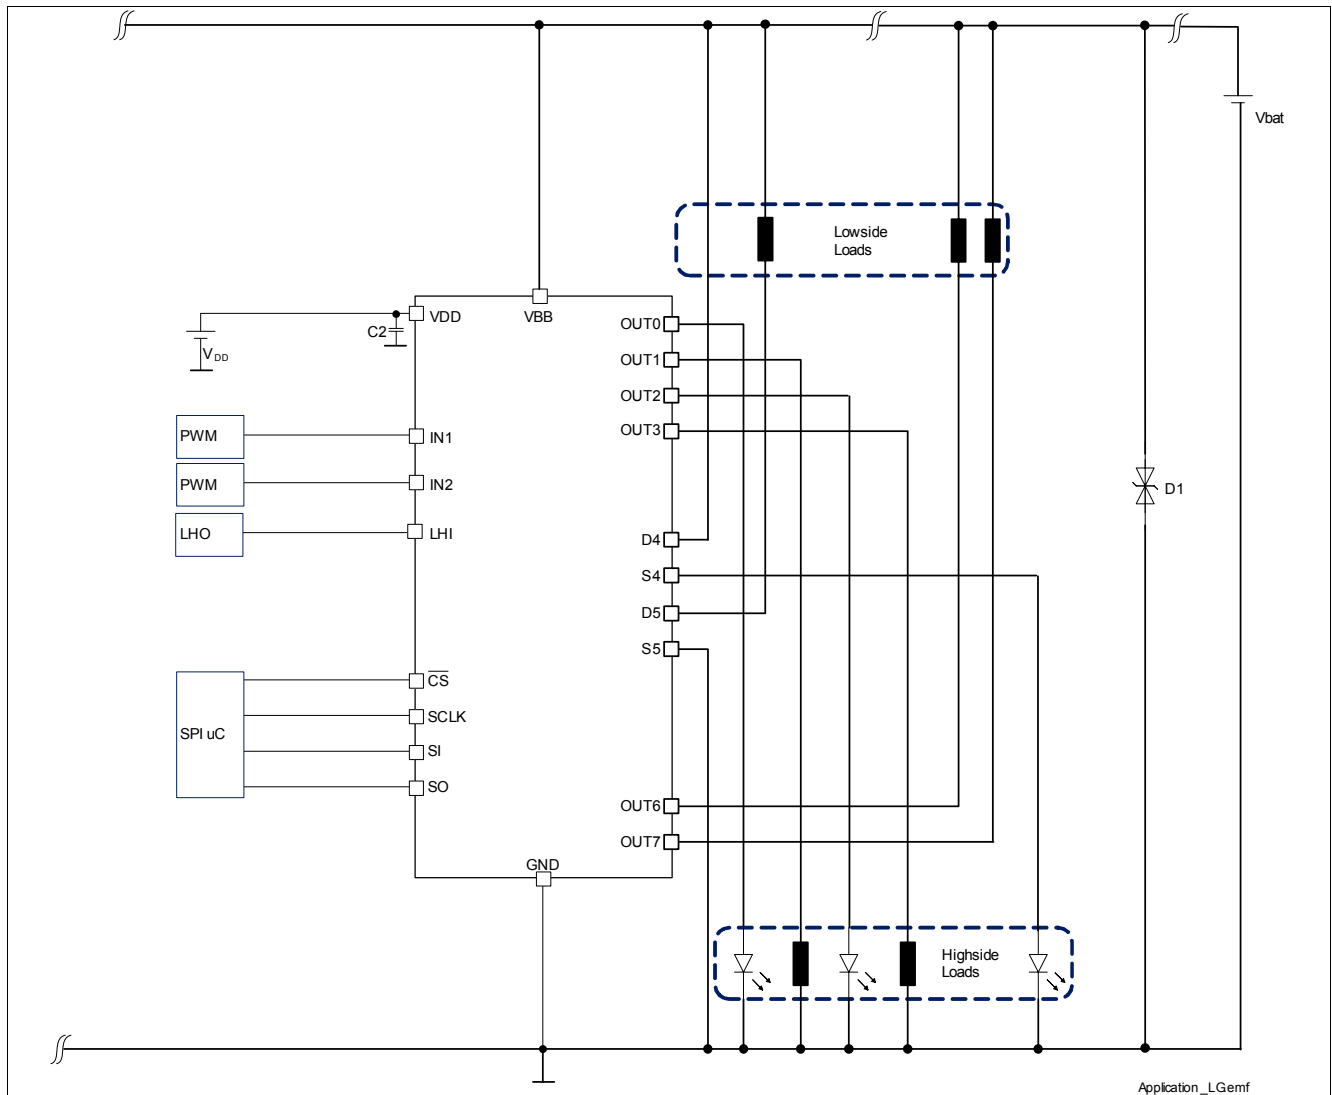 Vbat
Lowside
Loads
VDD
VBB
C2
VDD
OUT0
OUT1
OUT2
OUT3
PWM
IN1
PWM
IN2
LHO
LHI
D1
D4
S4
D5
S5
CS
SCLK
SPI uC
SI
SO
OUT6
OUT7
GND
Highside
Loads
Application_LGemf